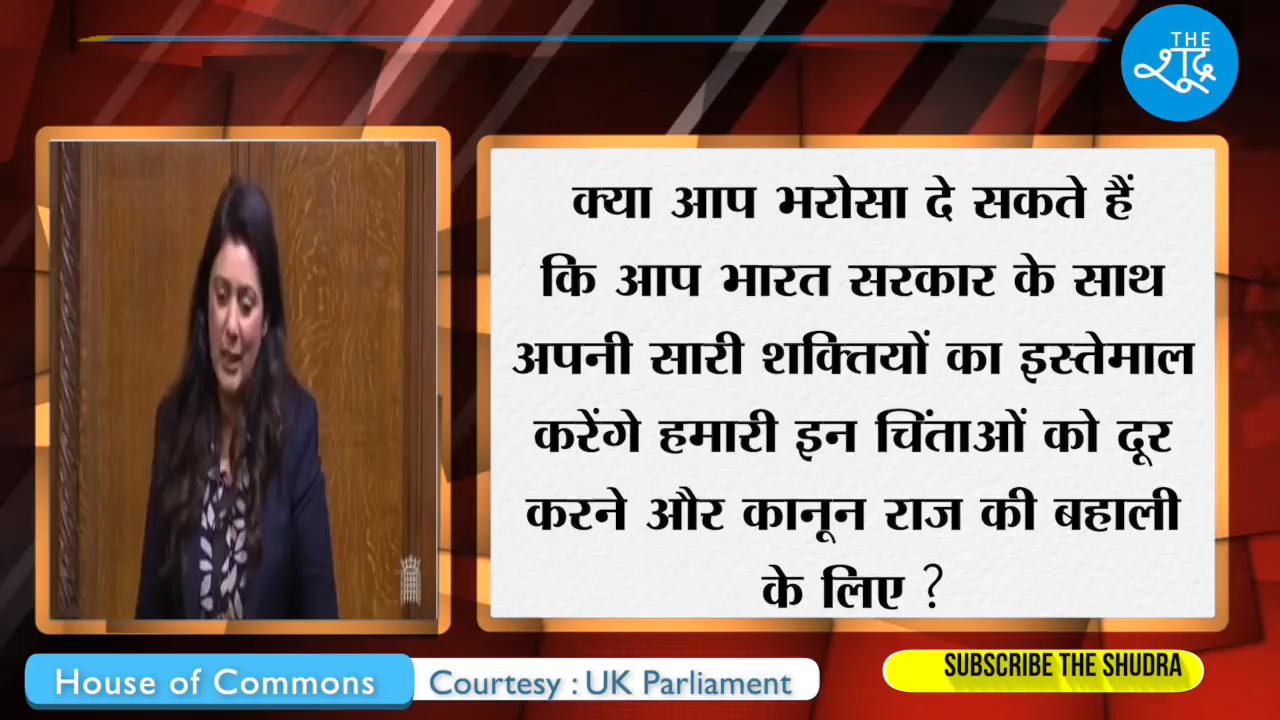 THE
शूद्र
क्या आप भरोसा दे सकते हैं
कि आप भारत सरकार के साथ
अपनी सारी शक्तियों का इस्तेमाल
करेंगे हमारी इन चिंताओं को दूर
करने और कानून राज की बहाली
के लिए ?
House of Commons
Courtesy : UK Parliament
SUBSCRIBE THE SHUDRA